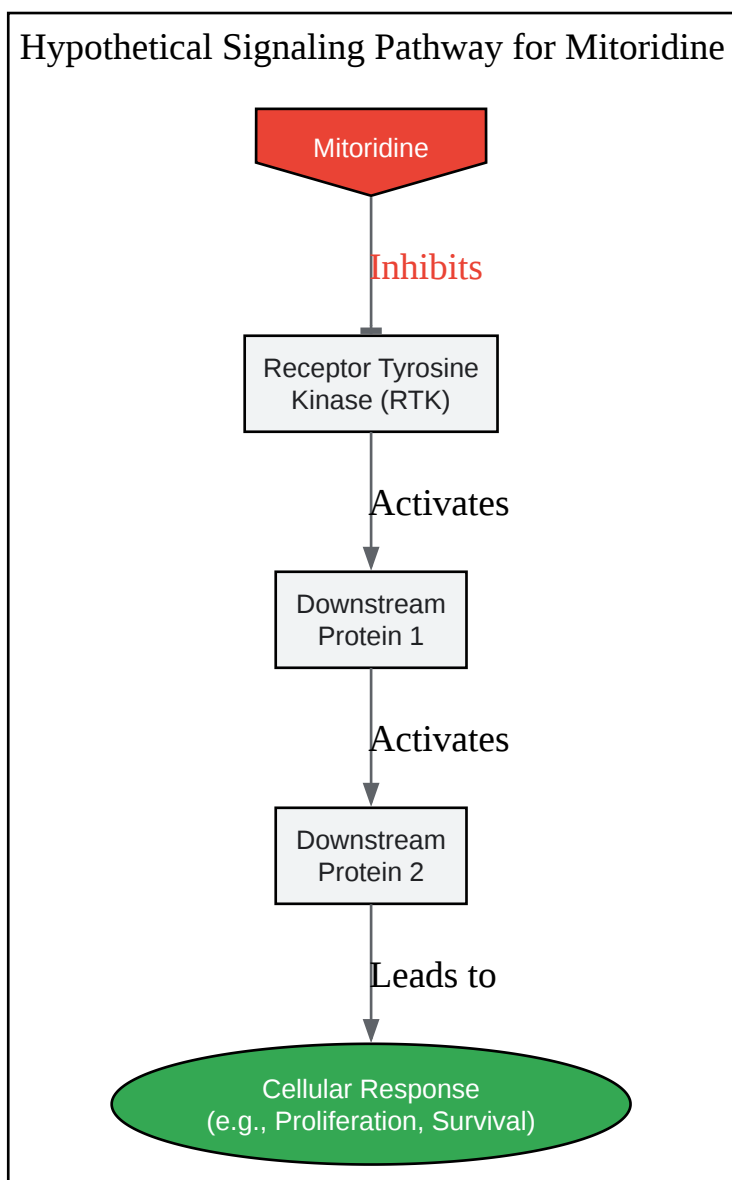 Hypothetical Signaling Pathway for Mitoridine
Mitoridine
Inhibits
Receptor Tyrosine
Kinase (RTK)
Activates
Downstream
Protein 1
Activates
Downstream
Protein 2
Leads to
Cellular Response
(e.g., Proliferation, Survival)